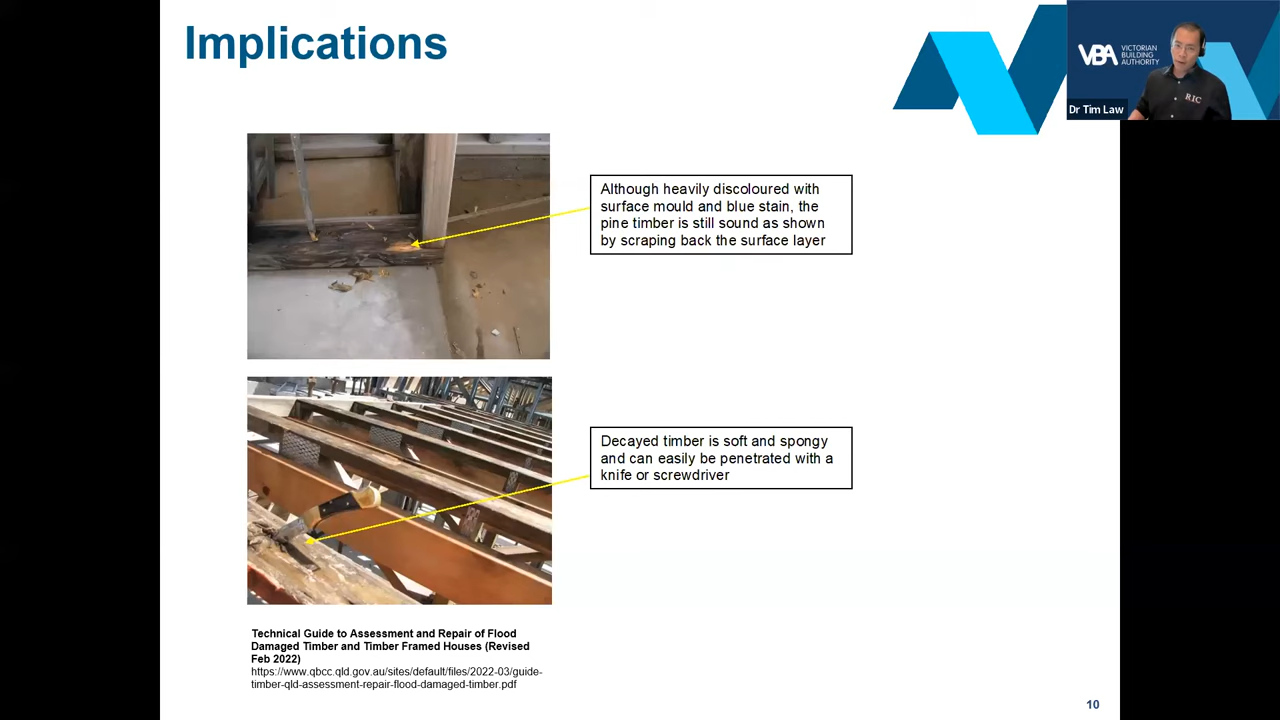 Implications
VBA
VICTORIAN
BUILDING
AUTHORITY
RIC
Dr Tim Law
Although heavily discoloured with
surface mould and blue stain, the
pine timber is still sound as shown
by scraping back the surface layer
Decayed timber is soft and spongy
and can easily be penetrated with a
knife or screwdriver
Technical Guide to Assessment and Repair of Flood
Damaged Timber and Timber Framed Houses (Revised
Feb 2022)
https://www.qbcc.qld.gov.au/sites/default/files/2022-03/guide-
timber-qld-assessment-repair-flood-damaged-timber.pdf
10